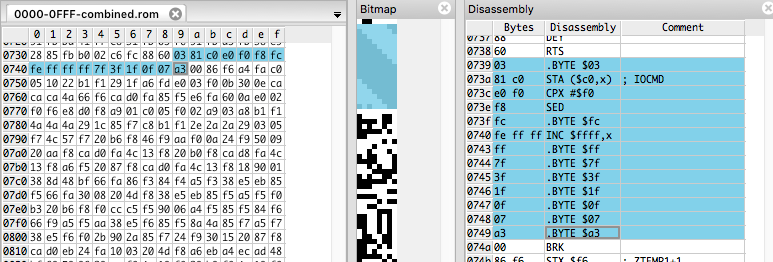 0000-0FFF-combined.rom
0 1 2 3 4 5 6 7 8 9 a b c d e f
0730 28 85 fb b0 02 c6 fc 88 60 03 81 c0 e0 f0 f8 fc
0740 fe ff ff ff 7f 3f 1f 0f 07 a3 00 86 f6 a4 fa c0
0750 05 10 22 b1 f1 29 1f a6 fd e0 03 f0 0b 30 0e ca
0760 ca ca 4a 66 f6 ca d0 fa 85 f5 e6 fa 60 0a e0 02
0770 f0 f6 e8 d0 f8 a9 01 c0 05 f0 02 a9 03 a8 b1 f1
0780 4a 4a 4a 29 1c 85 f7 c8 b1 f1 2e 2a 2a 29 03 05
0790 f7 4c 57 f7 20 b6 f8 46 f9 aa f0 0a 24 f9 50 09
07a0 20 aa f8 ca d0 fa 4c 13 f8 20 b0 f8 ca d8 fa 4c
07b0 13 f8 a6 f5 20 87 f8 ca d0 fa 4c 13 f8 18 90 01
07c0 38 8d 48 bf 66 fa 86 f3 84 f4 a5 f3 38 e5 eb 85
07d0 f5 66 fa 30 08 20 4d f8 38 e5 eb 85 f5 a5 f5 f0
07e0 b3 20 b6 f8 f0 cc c5 f5 90 06 a4 f5 85 f5 84 f6
07f0 66 f9 a5 f5 aa 38 e5 f6 85 f5 8a 4a 85 f7 a5 f7
0800 38 e5 f6 f0 2b 90 2a 85 f7 24 f9 30 15 20 87 f8
0810 ca d0 eb 24 fa 10 03 20 4d f8 a6 eb a4 ec ad 48
Bitmap
Disassembly
Bytes Disassembly Comment
0737 88 DEY
0738 60 RTS
0739 03 .BYTE $03
073a 81 c0 STA ($c0,x) ; IOCMD
073c e0 f0 CPX #$f0
073e f8 SED
073f fc .BYTE $fc
0740 fe ff ff INC $ffff,x
0743 ff .BYTE $ff
0744 7f .BYTE $7f
0745 3f .BYTE $3f
0746 1f .BYTE $1f
0747 0f .BYTE $0f
0748 07 .BYTE $07
0749 a3 .BYTE $a3
074a 00 BRK
074b 86 f6 STX $f6 ; ZTEMP1+1